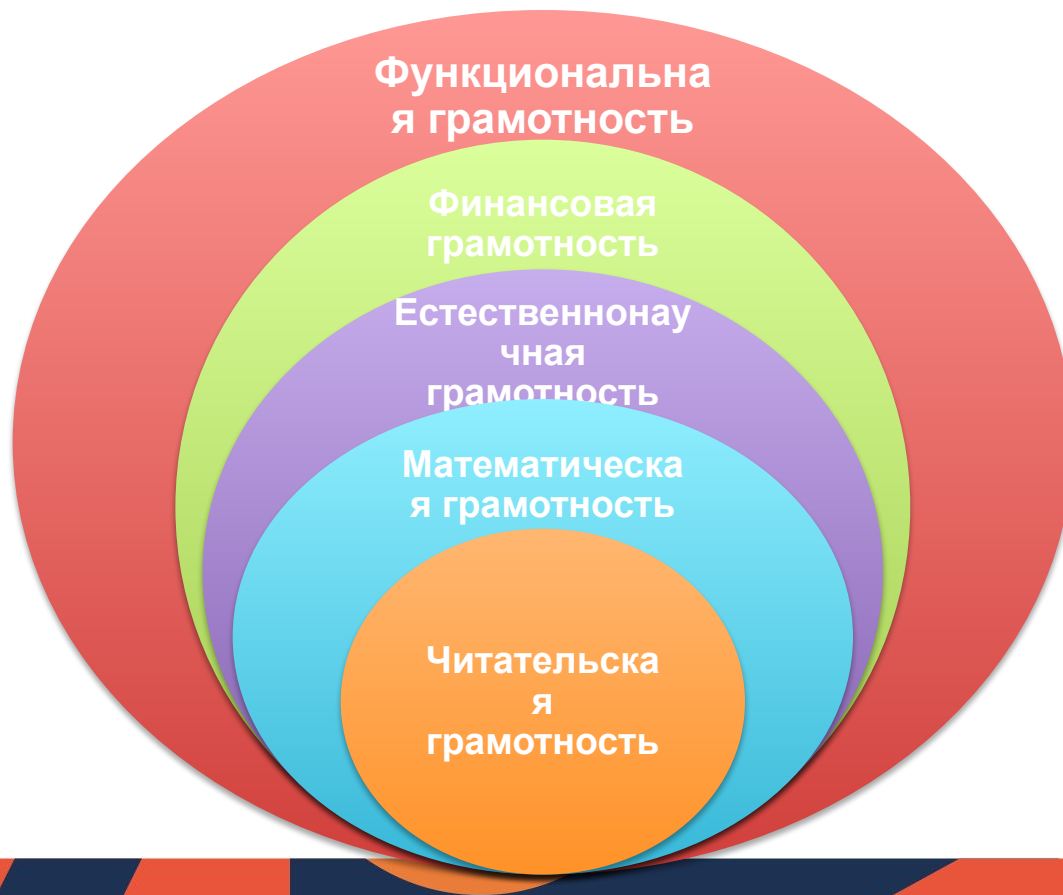 Функциональна
я грамотность
Финансовая
грамотность
Естественнонау
чная
грамотность
Математическа
я грамотность
Читательска
я
грамотность